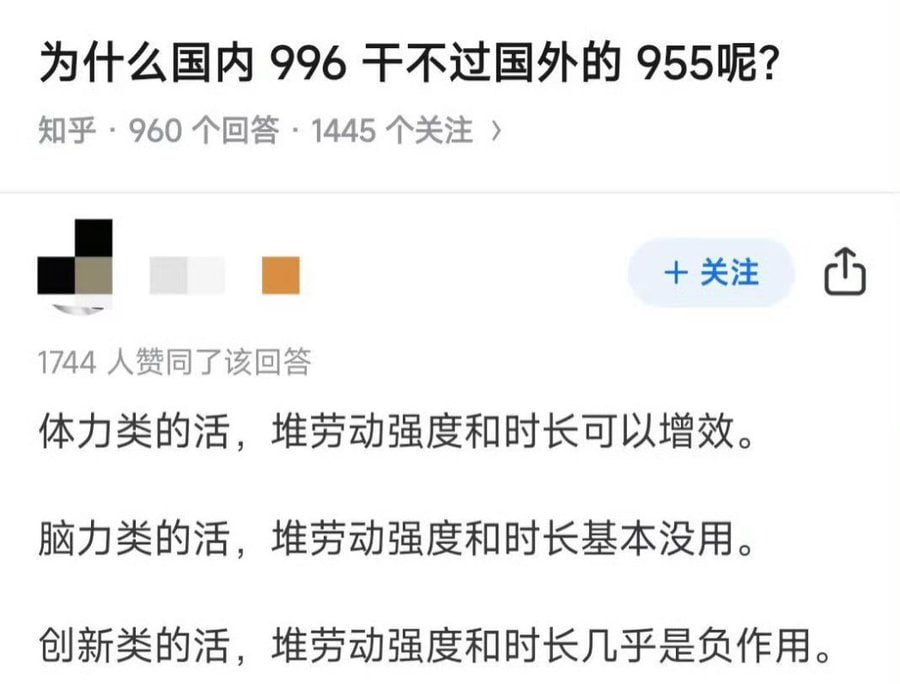 为什么国内 996 干不过国外的 955呢?
知乎 · 960 个回答 · 1445 个关注 >
+ 关注
1744 人赞同了该回答
体力类的活，堆劳动强度和时长可以增效。
脑力类的活，堆劳动强度和时长基本没用。
创新类的活，堆劳动强度和时长几乎是负作用。